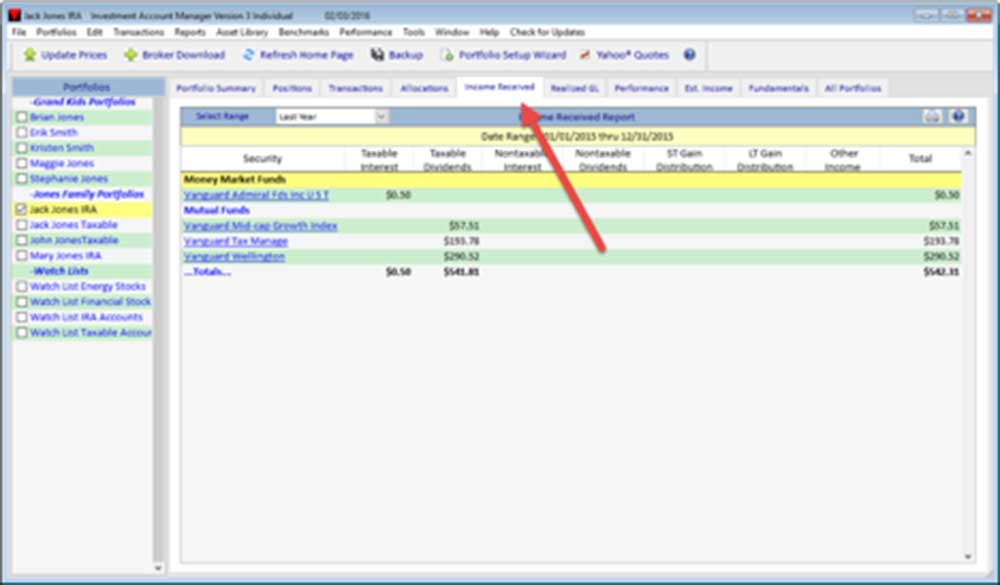 Jack Jones IRA Investment Account Manager Version 3 Individual 02/03/2016
File Portfolios Edit Transactions Reports Asset Library Benchmarks Performance Tools Window Help Check for Updates
Update Prices Broker Download Refresh Home Page Backup Portfolio Setup Wizard Yahoo® Quotes
Portfolios
-Grand Kids Portfolios
Brian Jones
Erik Smith
Kristen Smith
Maggie Jones
Stephanie Jones
-Jones Family Portfolios
Jack Jones IRA
Jack Jones Taxable
John JonesTaxable
Mary Jones IRA
-Watch Lists
Watch List Energy Stocks
Watch List Financial Stock
Watch List IRA Accounts
Watch List Taxable Accour
Portfolio Summary Positions Transactions Allocations Income Received Realized GL Performance Est. Income Fundamentals All Portfolios
Select Range Last Year Received Report
Date Range 01/01/2015 thru 12/31/2015
Security Taxable Interest Taxable Dividends Nontaxable Interest Nontaxable Dividends ST Gain Distribution LT Gain Distribution Other Income Total
Money Market Funds
Vanguard Admiral Fds Inc U S T $0.50 $0.50
Mutual Funds
Vanguard Mid-cap Growth Index $57.51 $57.51
Vanguard Tax Manage $193.78 $193.78
Vanguard Wellington $290.52 $290.52
...Totals... $0.50 $541.81 $542.31